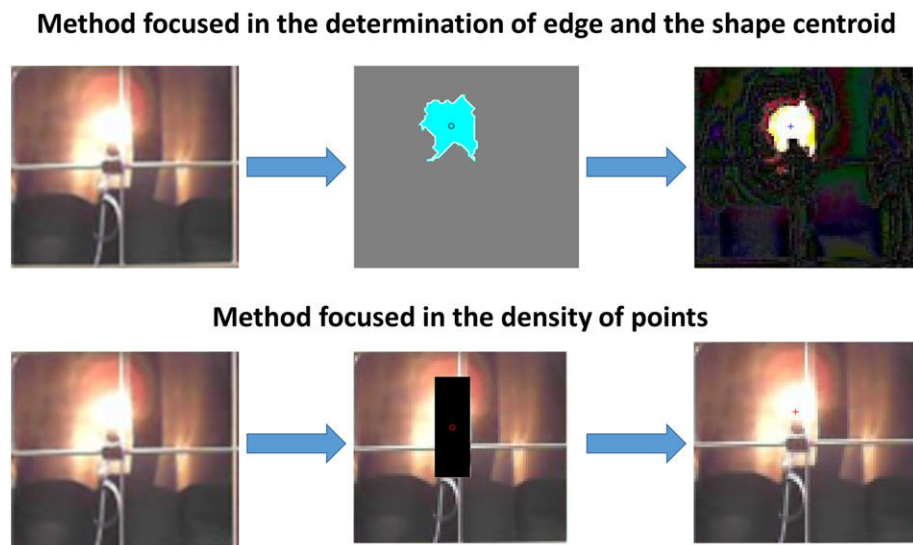 Method focused in the determination of edge and the shape centroid
Method focused in the density of points